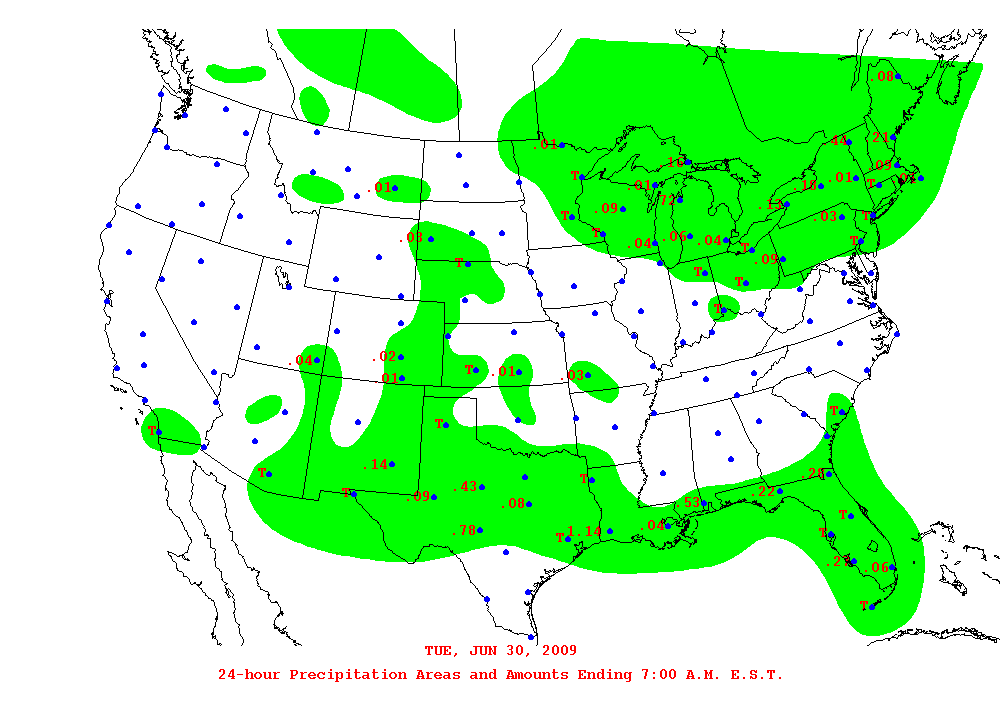 .08
.01 .44 .21
.16 .09
T .01 .01 .18 .01 T
.01 .72
.09 .13
T .03 T
.03 T .04 .06 .04 T T
T T .09
T
T
.04 .02
T .01 .03
.01
T
T T
.14
T .28
T .43 T .22
T .09 .08 .53
T
.78 T 1.14 .04 T
.27 .06
T
TUE, JUN 30, 2009
24-hour Precipitation Areas and Amounts Ending 7:00 A.M. E.S.T.